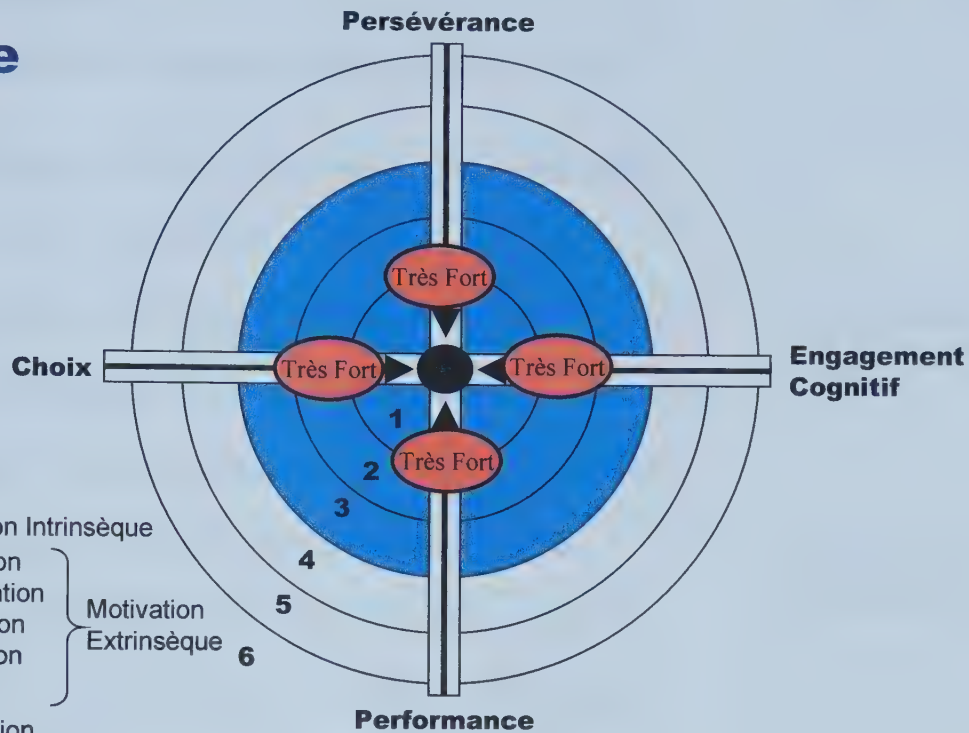 Persévérance
e
Très Fort
Choix
Très Fort
Très Fort
Engagement
Cognitif
1
Très Fort
2
3
on Intrinsèque
4
on
ation
Motivation
5
on
Extrinsèque
6
on
Performance
ion